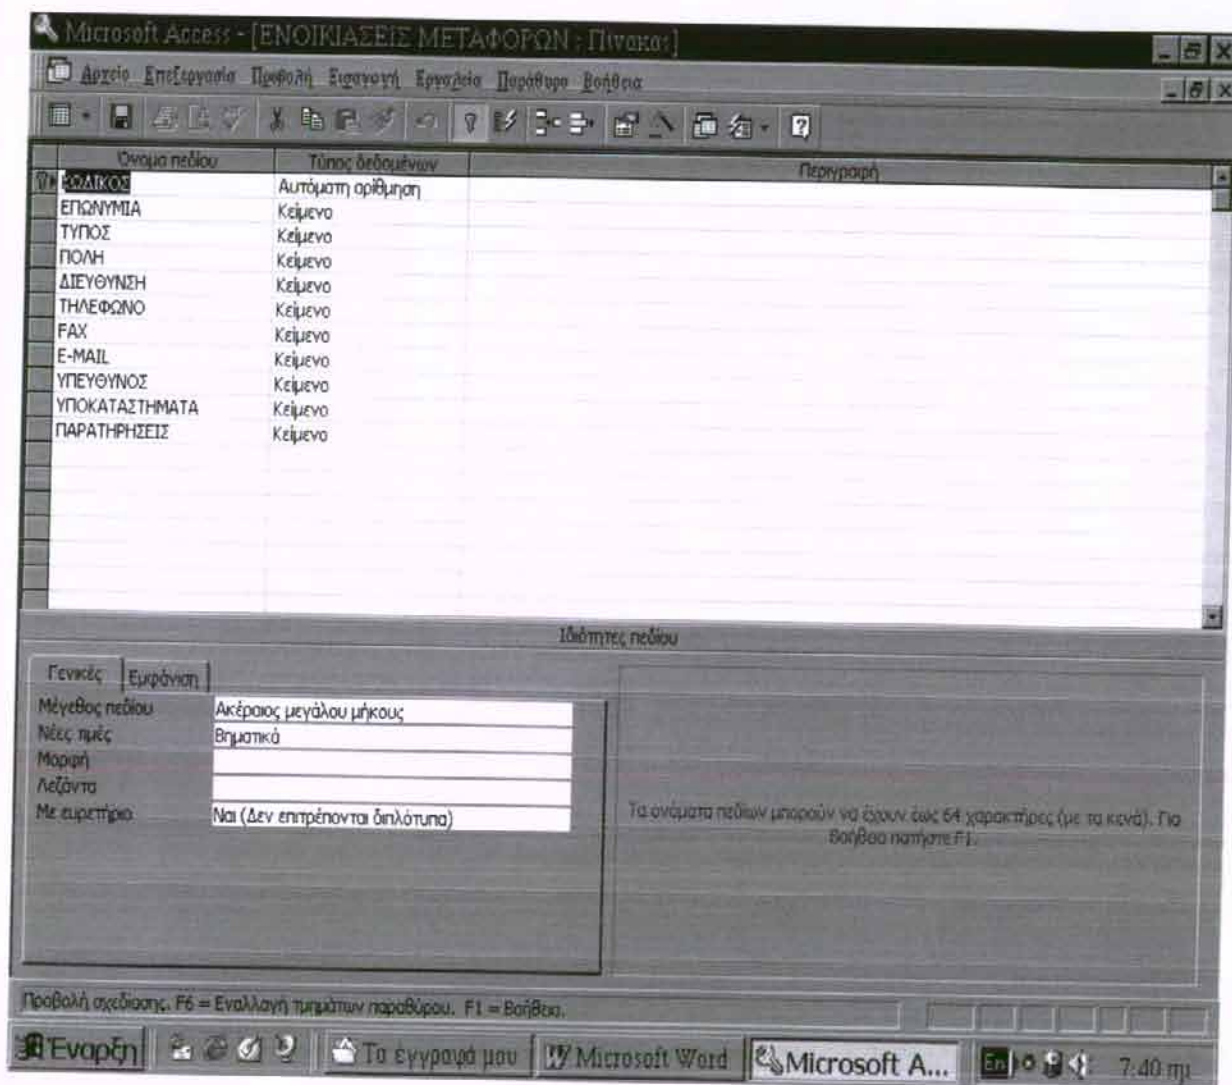 Microsoft Access - [ΕΝΟΙΚΙΑΣΕΙΣ ΜΕΤΑΦΟΡΩΝ : Πίνακας]
Αρχείο Επεξεργασία Προβολή Εισαγωγή Εργαλεία Παράθυρο Βοήθεια
Όνομα πεδίου Τύπος δεδομένων Περιγραφή
ΚΩΔΙΚΟΣ Αυτόματη αρίθμηση
ΕΠΩΝΥΜΙΑ Κείμενο
ΤΥΠΟΣ Κείμενο
ΠΟΛΗ Κείμενο
ΔΙΕΥΘΥΝΣΗ Κείμενο
ΤΗΛΕΦΩΝΟ Κείμενο
FAX Κείμενο
E-MAIL Κείμενο
ΥΠΕΥΘΥΝΟΣ Κείμενο
ΥΠΟΚΑΤΑΣΤΗΜΑΤΑ Κείμενο
ΠΑΡΑΤΗΡΗΣΕΙΣ Κείμενο
Ιδιότητες πεδίου
Γενικές Εμφάνιση
Μέγεθος πεδίου Ακέραιος μεγάλου μήκους
Νέες τιμές Βηματικά
Μορφή
Λεζάντα
Με ευρετήριο Ναι (Δεν επιτρέπονται διπλότυπα)
Τα ονόματα πεδίων μπορούν να έχουν έως 64 χαρακτήρες (με τα κενά). Για
Βοήθεια πατήστε F1.
Προβολή σχεδίασης. F6 = Εναλλαγή τμημάτων παραθύρου. F1 = Βοήθεια.
Έναρξη Τα έγγραφά μου Microsoft Word Microsoft A... En 7:40 πμ